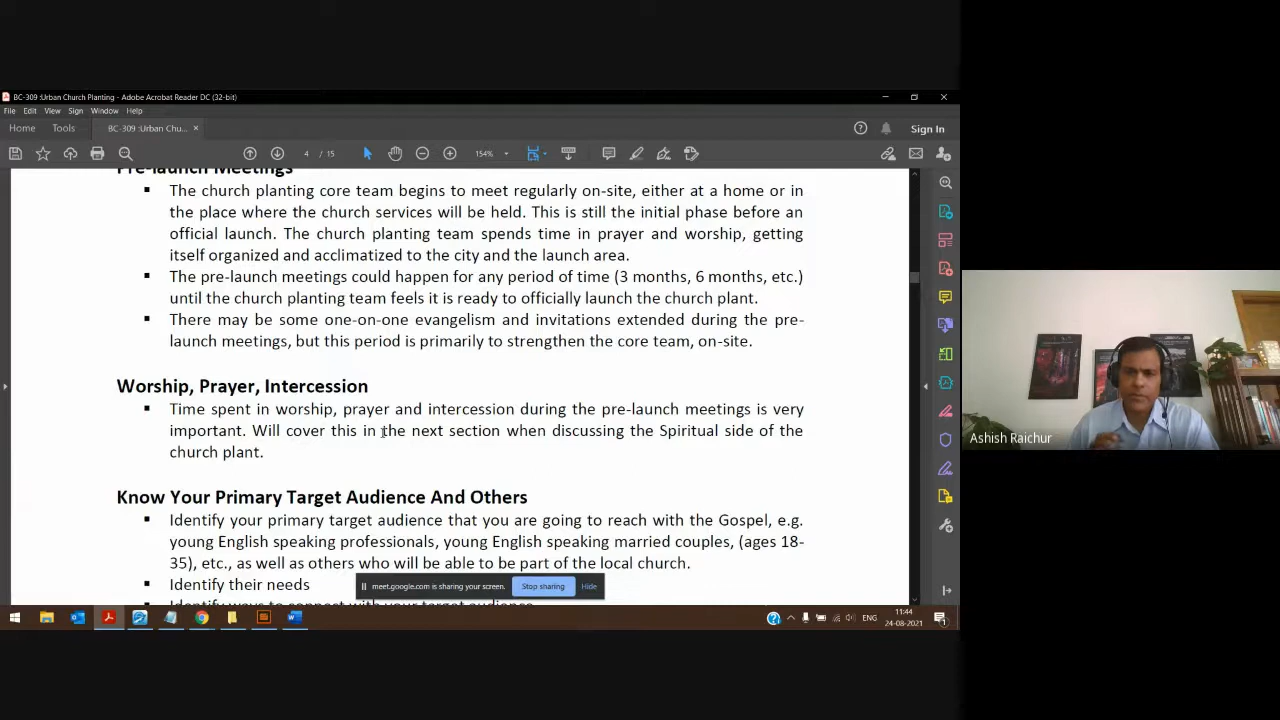 BC-309 :Urban Church Planting - Adobe Acrobat Reader DC (32-bit)
File Edit View Sign Window Help
Home Tools BC-309 :Urban Chu... × Sign In
4 / 15 154%
Pre-launch Meetings
▪ The church planting core team begins to meet regularly on-site, either at a home or in
the place where the church services will be held. This is still the initial phase before an
official launch. The church planting team spends time in prayer and worship, getting
itself organized and acclimatized to the city and the launch area.
▪ The pre-launch meetings could happen for any period of time (3 months, 6 months, etc.)
until the church planting team feels it is ready to officially launch the church plant.
▪ There may be some one-on-one evangelism and invitations extended during the pre-
launch meetings, but this period is primarily to strengthen the core team, on-site.
Worship, Prayer, Intercession
▪ Time spent in worship, prayer and intercession during the pre-launch meetings is very
important. Will cover this in the next section when discussing the Spiritual side of the
church plant.
Know Your Primary Target Audience And Others
▪ Identify your primary target audience that you are going to reach with the Gospel, e.g.
young English speaking professionals, young English speaking married couples, (ages 18-
35), etc., as well as others who will be able to be part of the local church.
▪ Identify their needs
▪ Identify ways to connect with your target audience
meet.google.com is sharing your screen. Stop sharing Hide
ENG
11:44
24-08-2021
Ashish Raichur